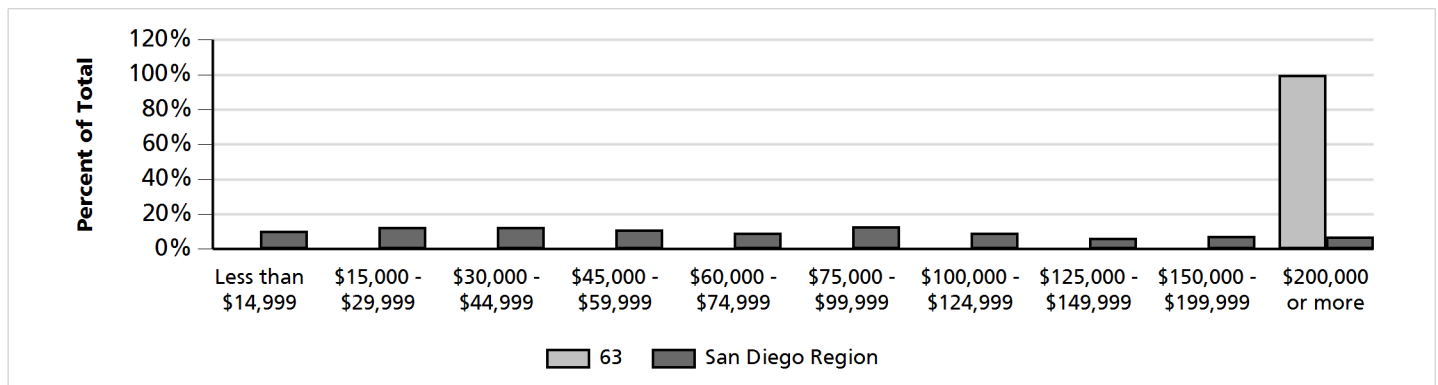 Percent of Total
120%
100%
80%
60%
40%
20%
0%
Less than $14,999
$15,000 - $29,999
$30,000 - $44,999
$45,000 - $59,999
$60,000 - $74,999
$75,000 - $99,999
$100,000 - $124,999
$125,000 - $149,999
$150,000 - $199,999
$200,000 or more
63
San Diego Region